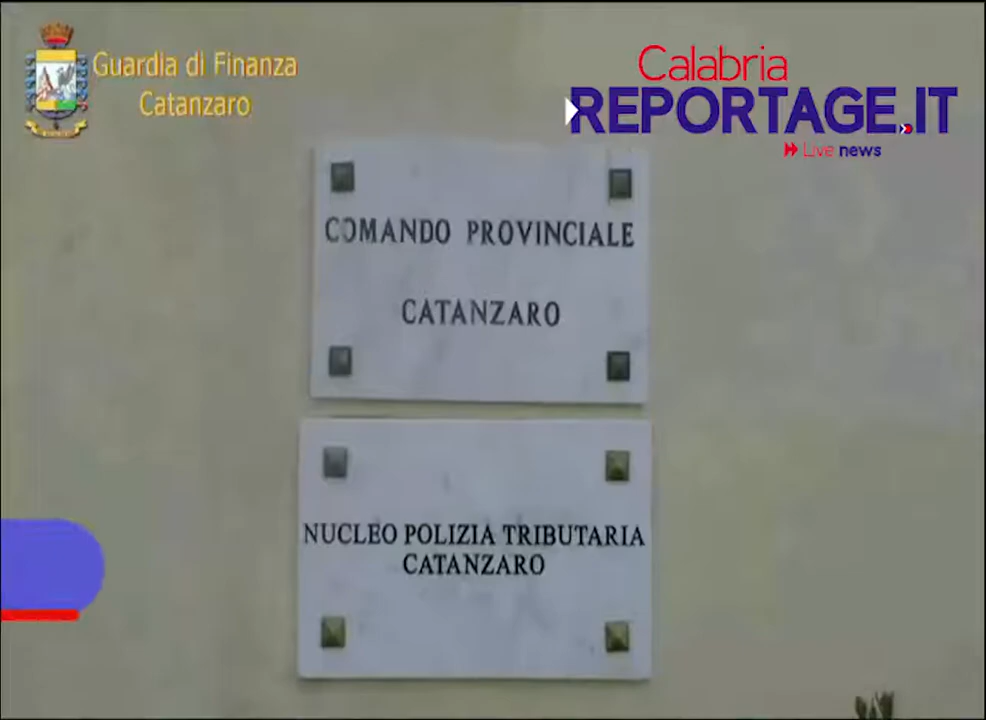 Guardia di Finanza
Catanzaro
Calabria
REPORTAGE.IT
Live news
COMANDO PROVINCIALE
CATANZARO
NUCLEO POLIZIA TRIBUTARIA
CATANZARO